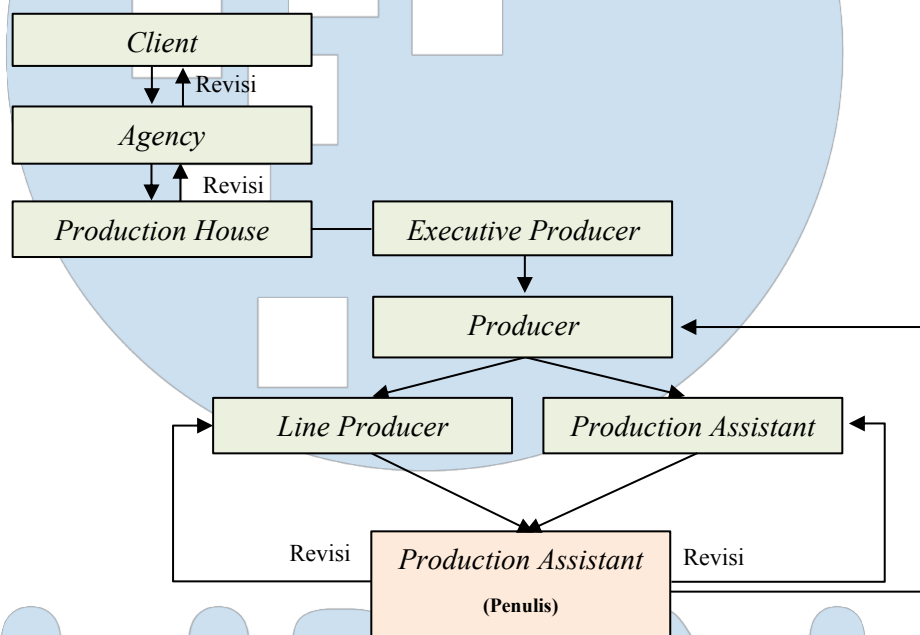 Client
Revisi
Agency
Revisi
Production House
Executive Producer
Producer
Line Producer
Production Assistant
Revisi
Production Assistant
(Penulis)
Revisi